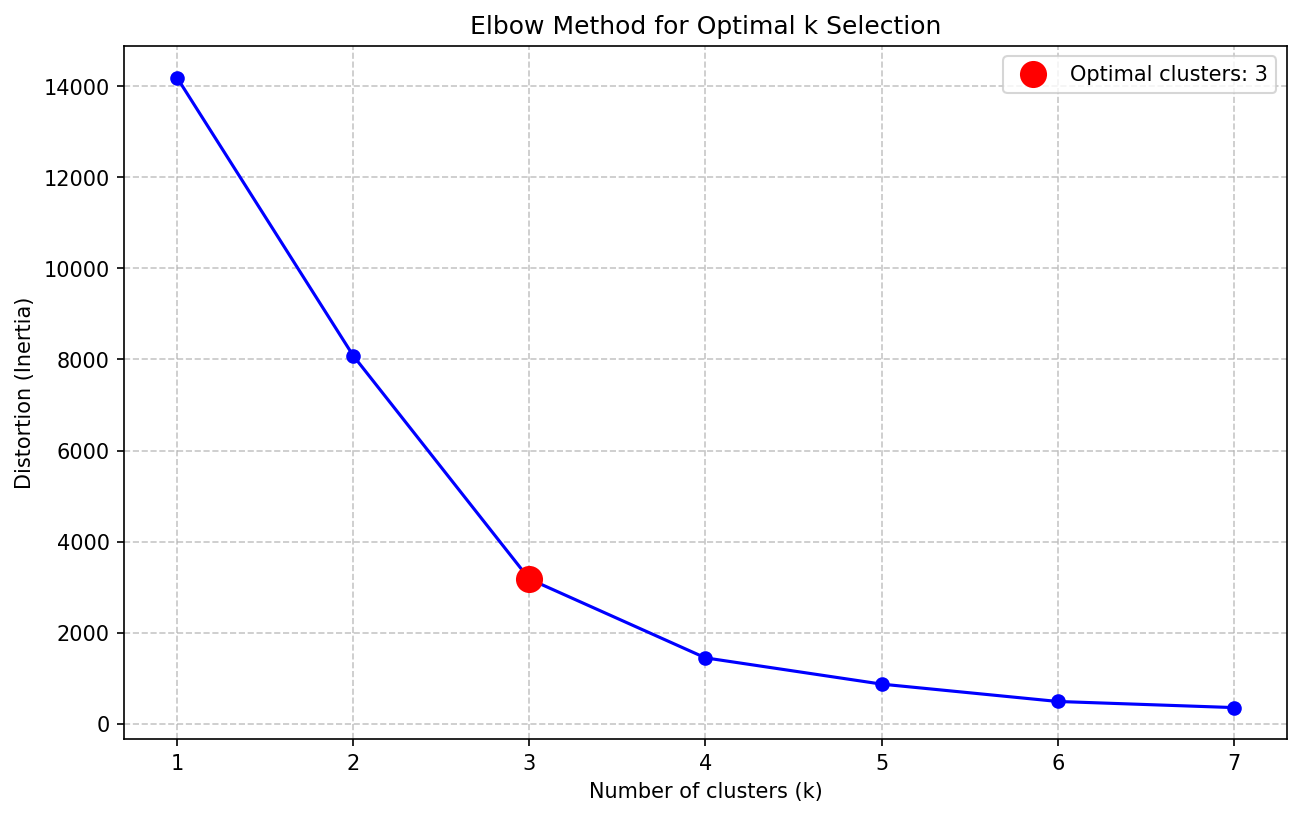 Elbow Method for Optimal k Selection
Optimal clusters: 3
14000
12000
10000
8000
6000
4000
2000
0
Distortion (Inertia)
1 2 3 4 5 6 7
Number of clusters (k)